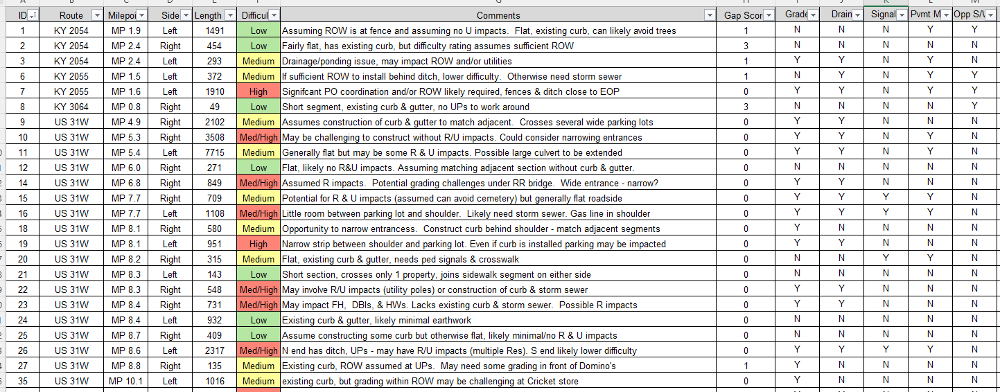 A B C D E F G H I J K L M
ID Route Milepoi Side Length Difficul Comments Gap Scor Grade Drain Signal Pvmt M Opp S/W
1 KY 2054 MP 1.9 Left 1491 Low Assuming ROW is at fence and assuming no U impacts. Flat, existing curb, can likely avoid trees 1 N N N Y Y
2 KY 2054 MP 2.4 Right 454 Low Fairly flat, has existing curb, but difficulty rating assumes sufficient ROW 3 N N N N N
3 KY 2054 MP 2.4 Left 293 Medium Drainage/ponding issue, may impact ROW and/or utilities 1 Y Y N Y N
6 KY 2055 MP 1.5 Left 372 Medium If sufficient ROW to install behind ditch, lower difficulty. Otherwise need storm sewer 1 N Y N Y Y
7 KY 2055 MP 1.6 Left 1910 High Signifcant PO coordination and/or ROW likely required, fences & ditch close to EOP 0 Y Y N Y Y
8 KY 3064 MP 0.8 Right 49 Low Short segment, existing curb & gutter, no UPs to work around 3 N N N N Y
9 US 31W MP 4.9 Right 2102 Medium Assumes construction of curb & gutter to match adjacent. Crosses several wide parking lots 0 Y Y N N N
10 US 31W MP 5.3 Right 3508 Med/High May be challenging to construct without R/U impacts. Could consider narrowing entrances 0 Y Y N Y N
11 US 31W MP 5.4 Left 7715 Medium Generally flat but may be some R & U impacts. Possible large culvert to be extended 0 Y Y N Y N
12 US 31W MP 6.0 Right 271 Low Flat, likely no R&U impacts. Assuming matching adjacent section without curb & gutter. 0 N N N N N
14 US 31W MP 6.8 Right 849 Med/High Assumed R impacts. Potential grading challenges under RR bridge. Wide entrance - narrow? 0 Y Y N N N
15 US 31W MP 7.7 Right 709 Medium Potential for R & U impacts (assumed can avoid cemetery) but generally flat roadside 0 Y Y Y Y N
16 US 31W MP 7.7 Left 1108 Med/High Little room between parking lot and shoulder. Likely need storm sewer. Gas line in shoulder 0 Y Y Y Y N
18 US 31W MP 8.1 Right 580 Medium Opportunity to narrow entrancess. Construct curb behind shoulder - match adjacent segments 0 Y N N N N
19 US 31W MP 8.1 Left 951 High Narrow strip between shoulder and parking lot. Even if curb is installed parking may be impacted 0 Y Y N N N
20 US 31W MP 8.2 Right 315 Medium Flat, existing curb & gutter, needs ped signals & crosswalk 0 N N Y Y N
21 US 31W MP 8.3 Left 143 Low Short section, crosses only 1 property, joins sidewalk segment on either side 0 N N N N N
22 US 31W MP 8.3 Right 548 Med/High May involve R/U impacts (utility poles) or construction of curb & storm sewer 0 Y Y N N N
23 US 31W MP 8.4 Right 731 Med/High May impact FH, DBIs, & HWs. Lacks existing curb & storm sewer. Possible R impacts 0 Y Y N N N
24 US 31W MP 8.4 Left 932 Low Existing curb & gutter, likely minimal earthwork 0 N N N N N
25 US 31W MP 8.7 Right 409 Low Assume constructing some curb but otherwise flat, likely minimal/no R & U impacts 0 N N N N N
26 US 31W MP 8.6 Left 2317 Med/High N end has ditch, UPs - may have R/U impacts (multiple Res). S end likely lower difficulty 0 Y Y Y Y N
27 US 31W MP 8.8 Right 135 Medium Existing curb, ROW assumed at UPs. May need some grading in front of Domino's 1 Y N N N N
35 US 31W MP 10.1 Left 1016 Medium existing curb, but grading within ROW may be challenging at Cricket store 0 Y N N N N